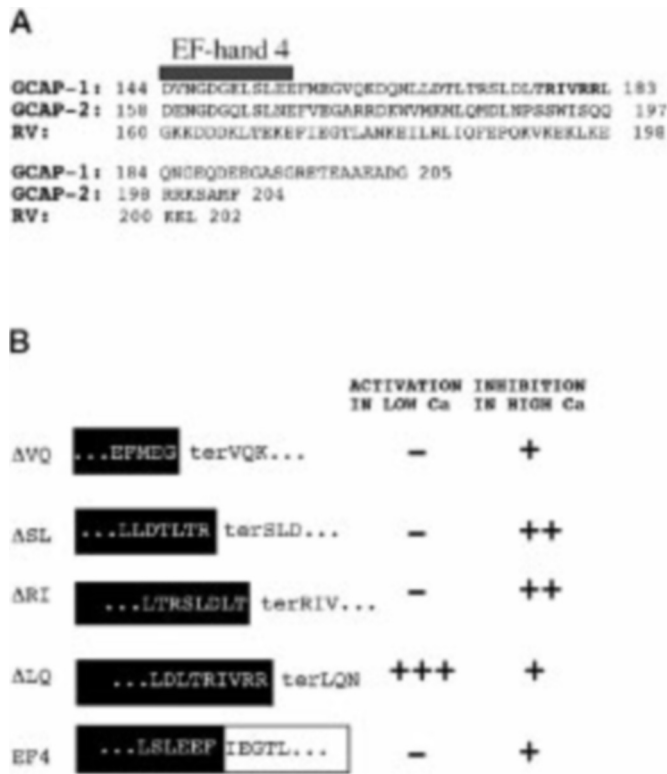 A
EF-hand 4
GCAP-1: 144 DVNGDGELSLEEFMEGVQKDQMLLDTLTRSLDLTRIVRRL 183
GCAP-2: 158 DENGDGQLSLNEFVEGARRDKWVMKMLQMDLNPSSWISQQ 197
RV: 160 GKKDDDKLTEKEFIEGTLANKEILRLIQFEPQKVKEKLKE 198
GCAP-1: 184 QNGEQDEEGASGRETEAAEADG 205
GCAP-2: 198 RRKSAMF 204
RV: 200 KKL 202
B
ACTIVATION INHIBITION
IN LOW Ca IN HIGH Ca
ΔVQ ...EFMEG terVQK... - +
ΔSL ...LLDTLTR terSLD... - ++
ΔRI ...LTRSLDLT terRIV... - ++
ΔLQ ...LDLTRIVRR terLQN +++ +
EF4 ...LSLEEF IEGTL... - +